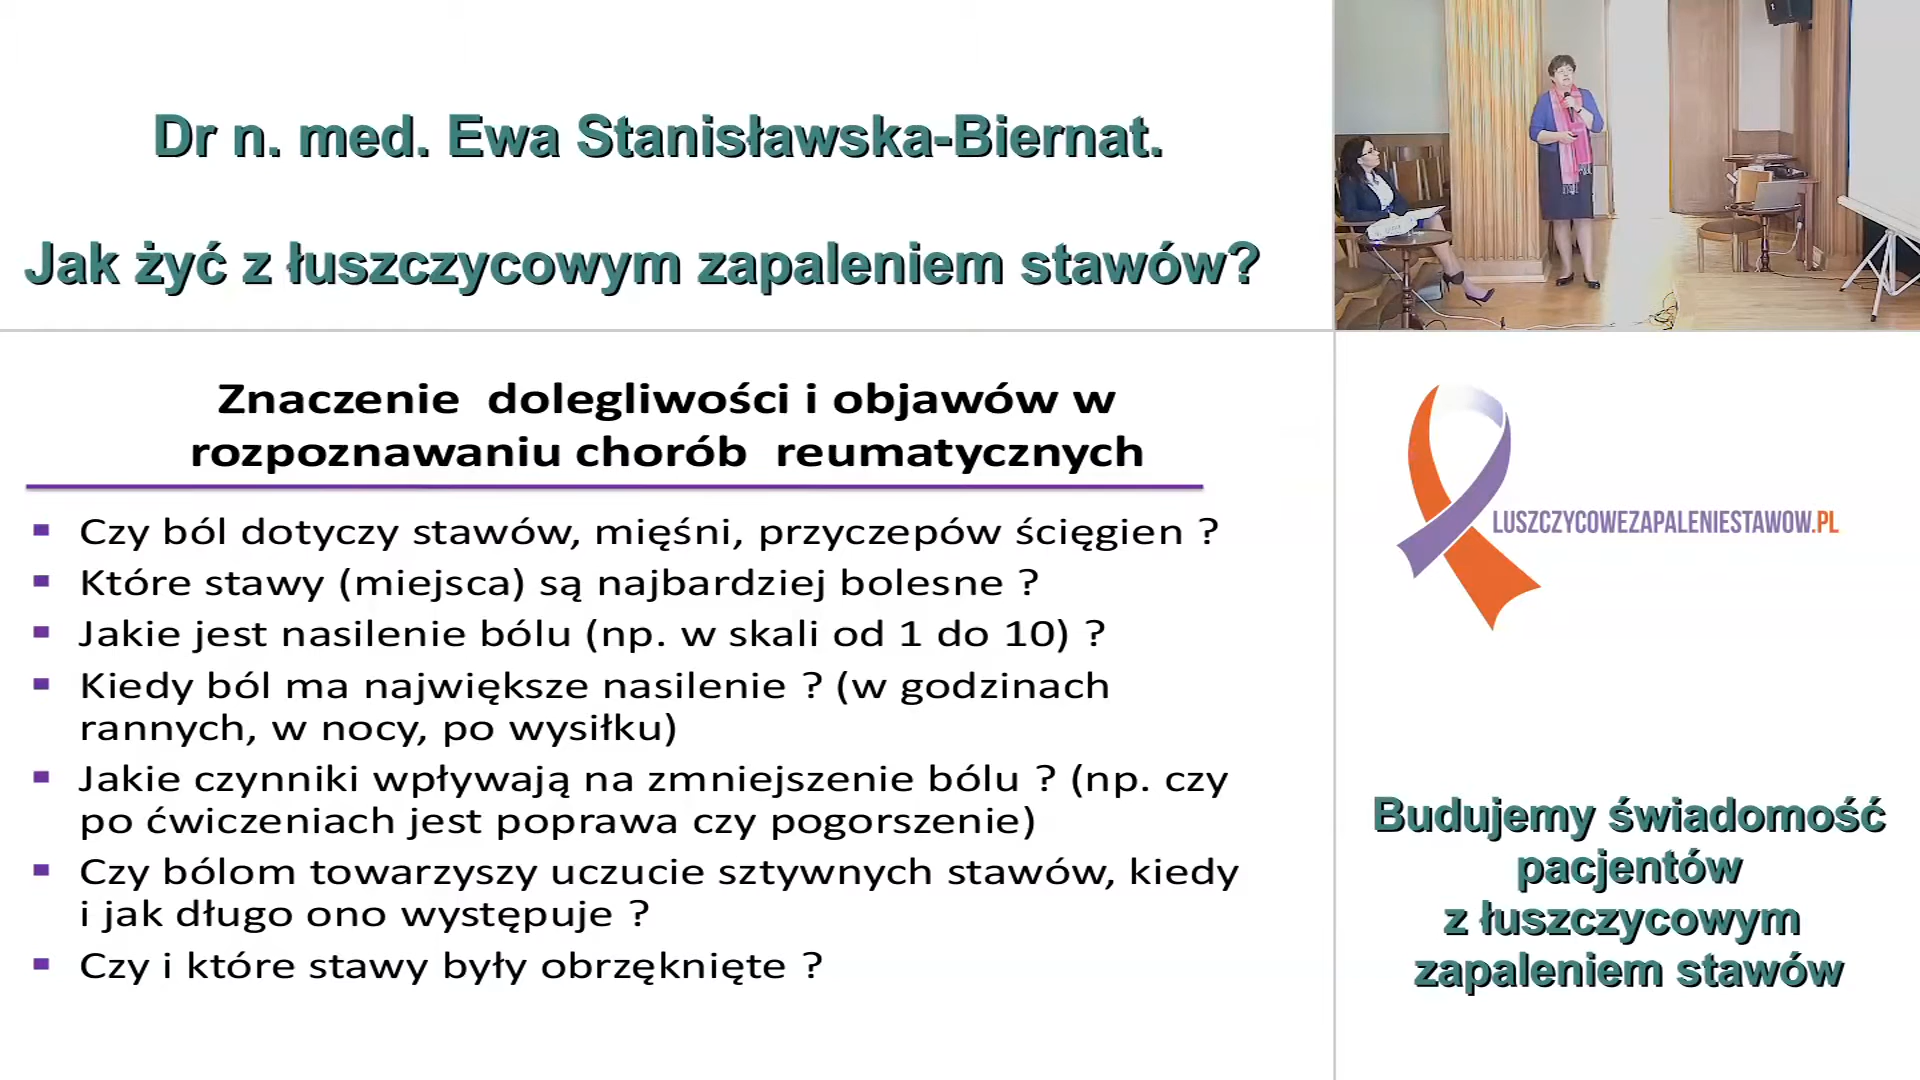 Dr n. med. Ewa Stanisławska-Biernat.
Jak żyć z łuszczycowym zapaleniem stawów?
Znaczenie dolegliwości i objawów w
rozpoznawaniu chorób reumatycznych
Czy ból dotyczy stawów, mięśni, przyczepów ścięgien ?
Które stawy (miejsca) są najbardziej bolesne ?
Jakie jest nasilenie bólu (np. w skali od 1 do 10) ?
Kiedy ból ma największe nasilenie ? (w godzinach
rannych, w nocy, po wysiłku)
Jakie czynniki wpływają na zmniejszenie bólu ? (np. czy
po ćwiczeniach jest poprawa czy pogorszenie)
Czy bólom towarzyszy uczucie sztywnych stawów, kiedy
i jak długo ono występuje ?
Czy i które stawy były obrzęknięte ?
LUSZCZYCOWEZAPALENIESTAWOW.PL
Budujemy świadomość
pacjentów
z łuszczycowym
zapaleniem stawów